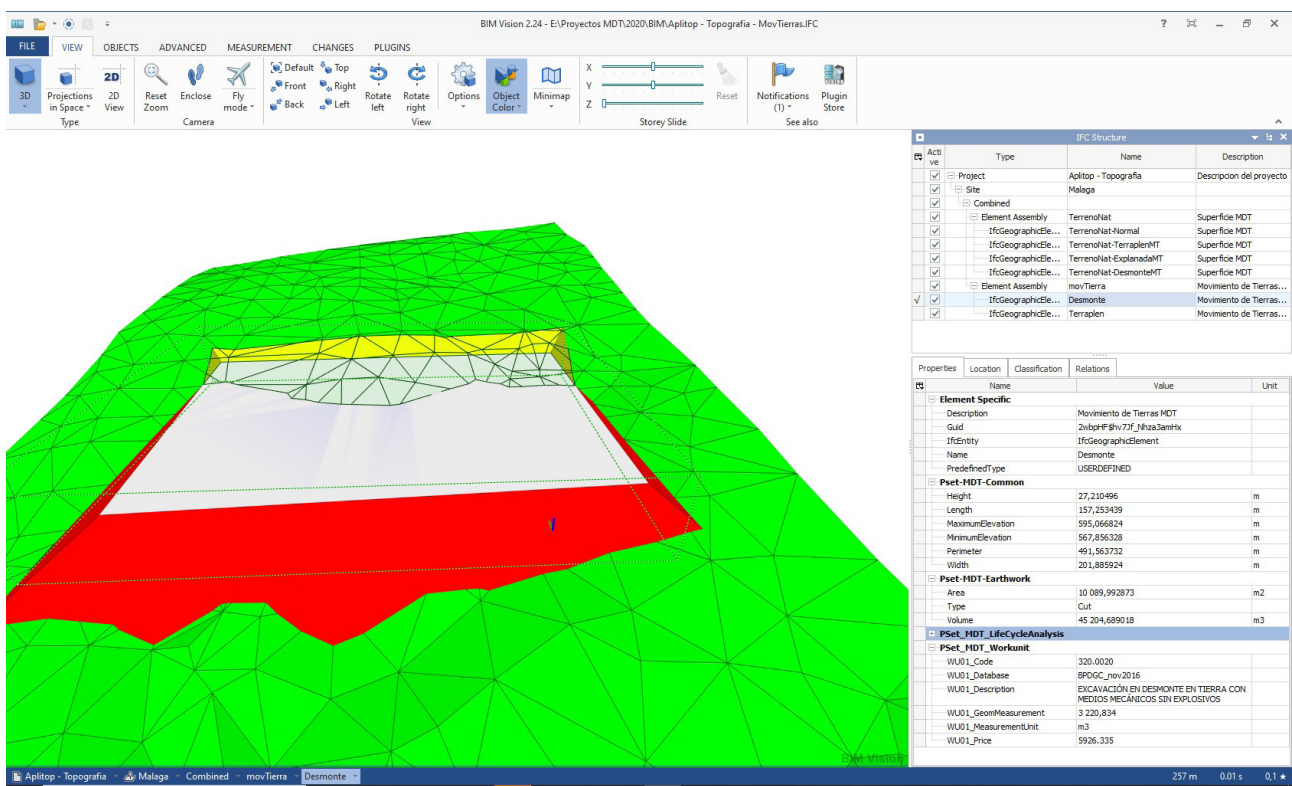 BIM Vision 2.24 - E:\Proyectos MDT\2020\BIM\Aplitop - Topografia - MovTierras.IFC
FILE VIEW OBJECTS ADVANCED MEASUREMENT CHANGES PLUGINS
3D
Projections in Space
2D
2D View
Type
Reset Zoom
Enclose
Fly mode
Camera
Default Top
Front Right
Back Left
Rotate left
Rotate right
Options
Object Color
Minimap
View
X
Y
Z
Reset
Storey Slide
Notifications (1)
Plugin Store
See also
IFC Structure
Active Type Name Description
Project Aplitop - Topografia Descripcion del proyecto
Site Malaga
Combined
Element Assembly TerrenoNat Superficie MDT
IfcGeographicEle... TerrenoNat-Normal Superficie MDT
IfcGeographicEle... TerrenoNat-TerraplenMT Superficie MDT
IfcGeographicEle... TerrenoNat-ExplanadaMT Superficie MDT
IfcGeographicEle... TerrenoNat-DesmonteMT Superficie MDT
Element Assembly movTierra Movimiento de Tierras...
IfcGeographicEle... Desmonte Movimiento de Tierras...
IfcGeographicEle... Terraplen Movimiento de Tierras...
Properties Location Classification Relations
Name Value Unit
Element Specific
Description Movimiento de Tierras MDT
Guid 2wbpHF$hv7Jf_Nhza3amHx
IfcEntity IfcGeographicElement
Name Desmonte
PredefinedType USERDEFINED
Pset-MDT-Common
Height 27,210496 m
Length 157,253439 m
MaximumElevation 595,066824 m
MinimumElevation 567,856328 m
Perimeter 491,563732 m
Width 201,885924 m
Pset-MDT-Earthwork
Area 10 089,992873 m2
Type Cut
Volume 45 204,689018 m3
PSet_MDT_LifeCycleAnalysis
PSet_MDT_Workunit
WU01_Code 320.0020
WU01_Database BPDGC_nov2016
WU01_Description EXCAVACIÓN EN DESMONTE EN TIERRA CON
MEDIOS MECÁNICOS SIN EXPLOSIVOS
WU01_GeomMeasurement 3 220,834
WU01_MeasurementUnit m3
WU01_Price 5926.335
BIM Vision
Aplitop - Topografia Malaga Combined movTierra Desmonte
257 m 0.01 s 0,1